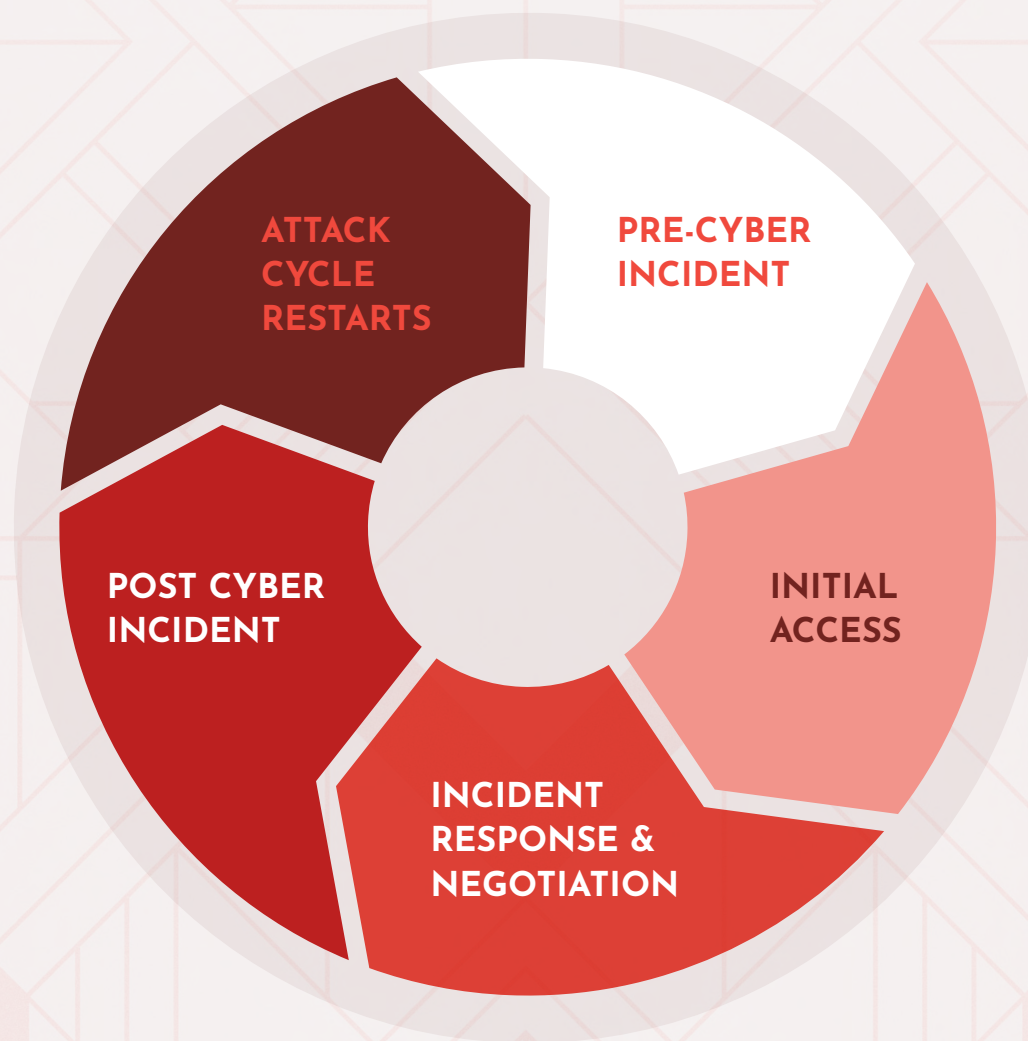 ATTACK
CYCLE
RESTARTS
PRE-CYBER
INCIDENT
POST CYBER
INCIDENT
INITIAL
ACCESS
INCIDENT
RESPONSE &
NEGOTIATION